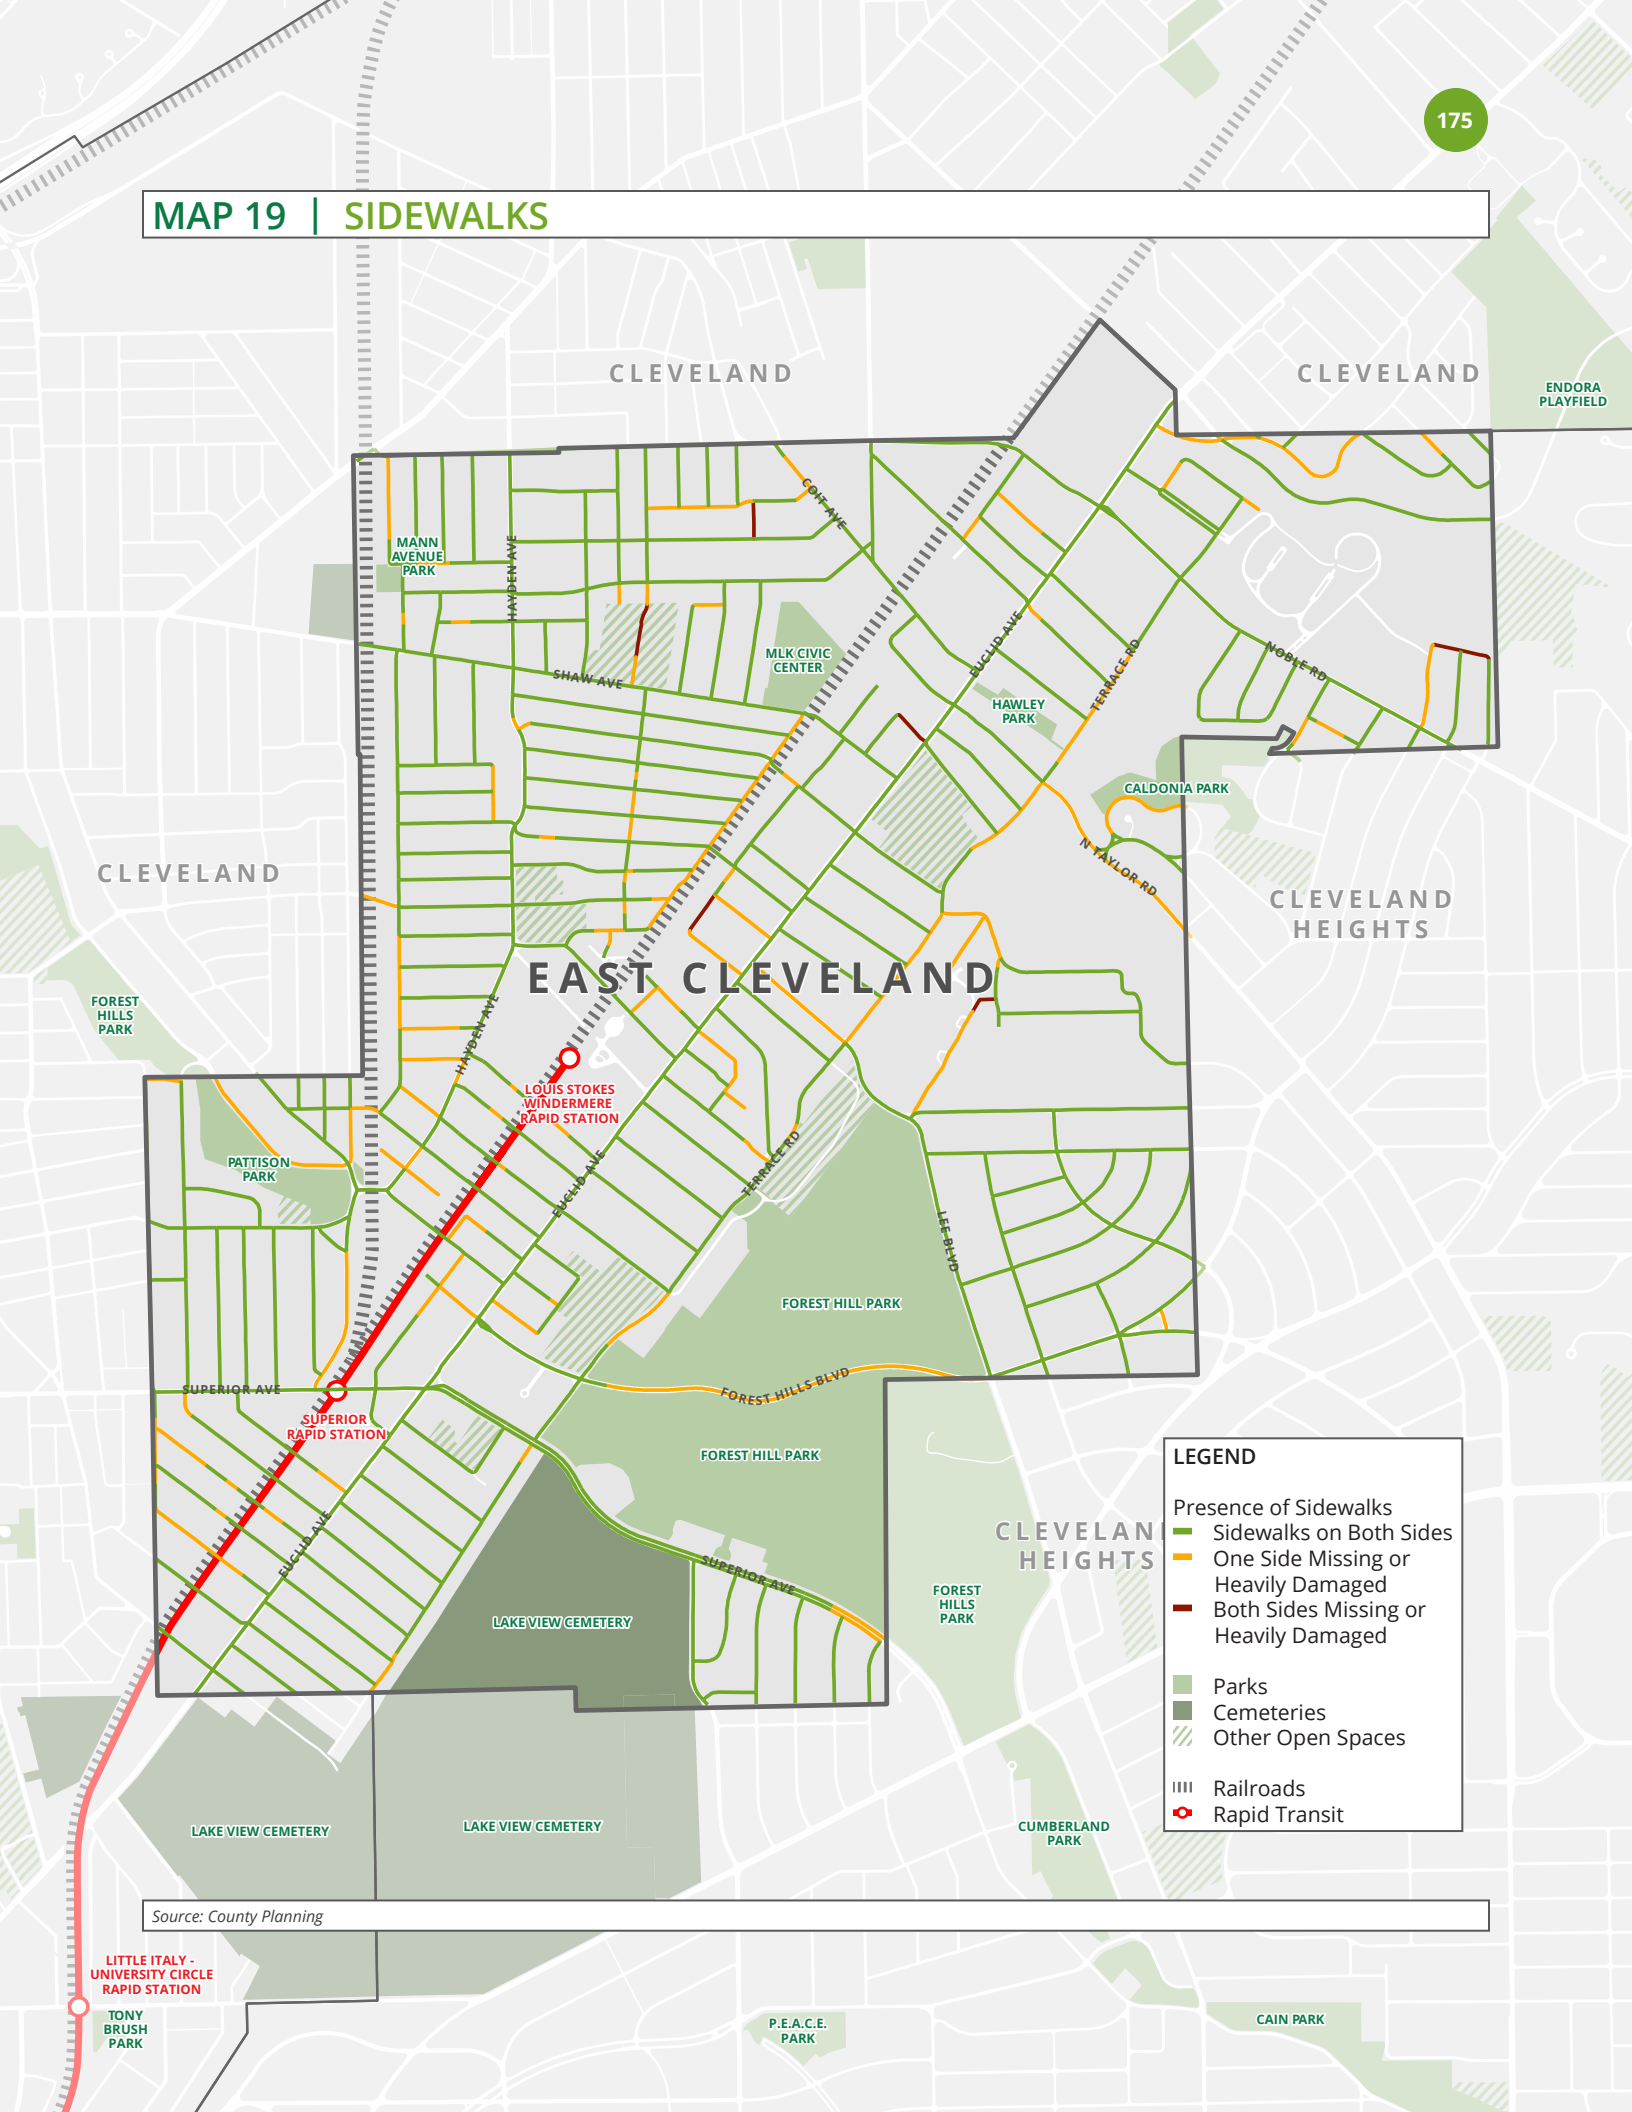 175
MAP 19 | SIDEWALKS
CLEVELAND
CLEVELAND
ENDORA
PLAYFIELD
COIT AVE
MANN
AVENUE
PARK
HAYDEN AVE
SHAW AVE
MLK CIVIC
CENTER
EUCLID AVE
TERRACE RD
NOBLE RD
HAWLEY
PARK
CALDONIA PARK
N TAYLOR RD
CLEVELAND
CLEVELAND
HEIGHTS
EAST CLEVELAND
FOREST
HILLS
PARK
HAYDEN AVE
LOUIS STOKES
WINDERMERE
RAPID STATION
PATTISON
PARK
EUCLID AVE
TERRACE RD
LEE BLVD
FOREST HILL PARK
FOREST HILLS BLVD
SUPERIOR AVE
SUPERIOR
RAPID STATION
FOREST HILL PARK
EUCLID AVE
SUPERIOR AVE
LAKE VIEW CEMETERY
CLEVELAN
HEIGHTS
FOREST
HILLS
PARK
LEGEND
Presence of Sidewalks
Sidewalks on Both Sides
One Side Missing or
Heavily Damaged
Both Sides Missing or
Heavily Damaged
Parks
Cemeteries
Other Open Spaces
Railroads
Rapid Transit
LAKE VIEW CEMETERY
LAKE VIEW CEMETERY
CUMBERLAND
PARK
Source: County Planning
LITTLE ITALY -
UNIVERSITY CIRCLE
RAPID STATION
TONY
BRUSH
PARK
P.E.A.C.E.
PARK
CAIN PARK